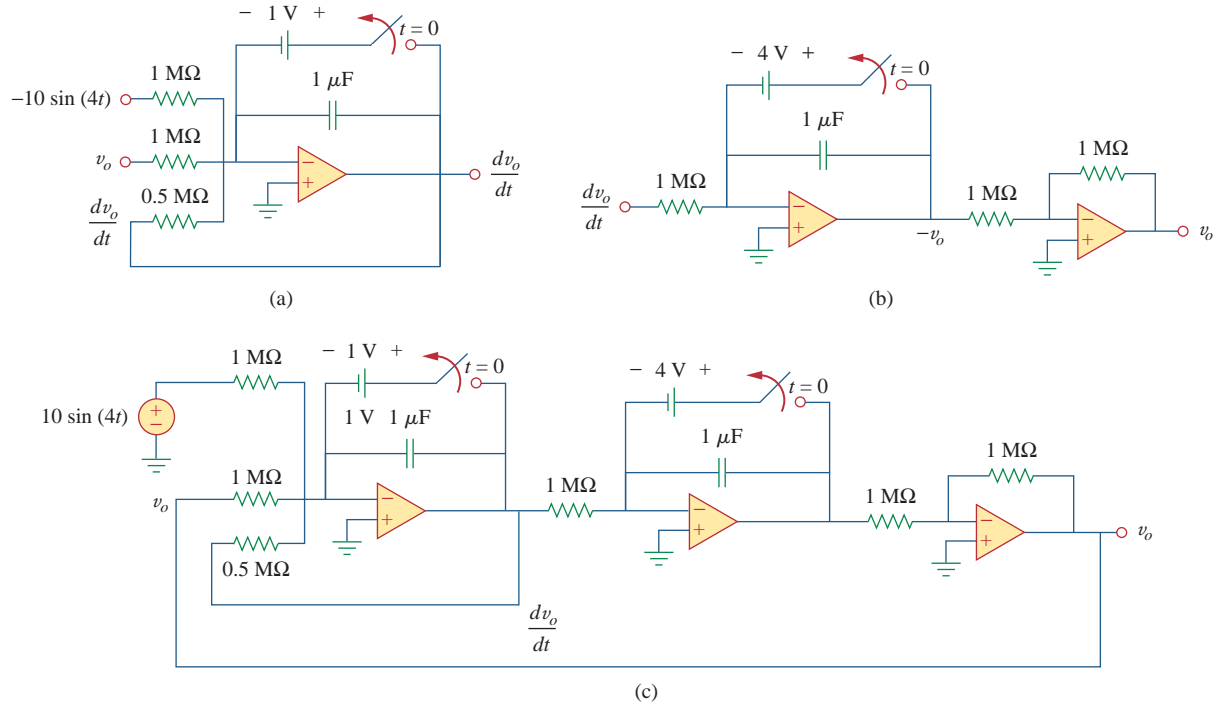 − 1 V +
t = 0
1 MΩ
1 μF
−10 sin (4t)
1 MΩ
v_o
−
+
dv_o/dt
0.5 MΩ
dv_o/dt
(a)
− 4 V +
t = 0
1 μF
1 MΩ
1 MΩ
1 MΩ
dv_o/dt
−
+
−v_o
−
+
v_o
(b)
1 MΩ
− 1 V +
t = 0
− 4 V +
t = 0
10 sin (4t)
+
−
1 V 1 μF
1 μF
1 MΩ
1 MΩ
1 MΩ
1 MΩ
v_o
−
+
−
+
−
+
v_o
0.5 MΩ
dv_o/dt
(c)